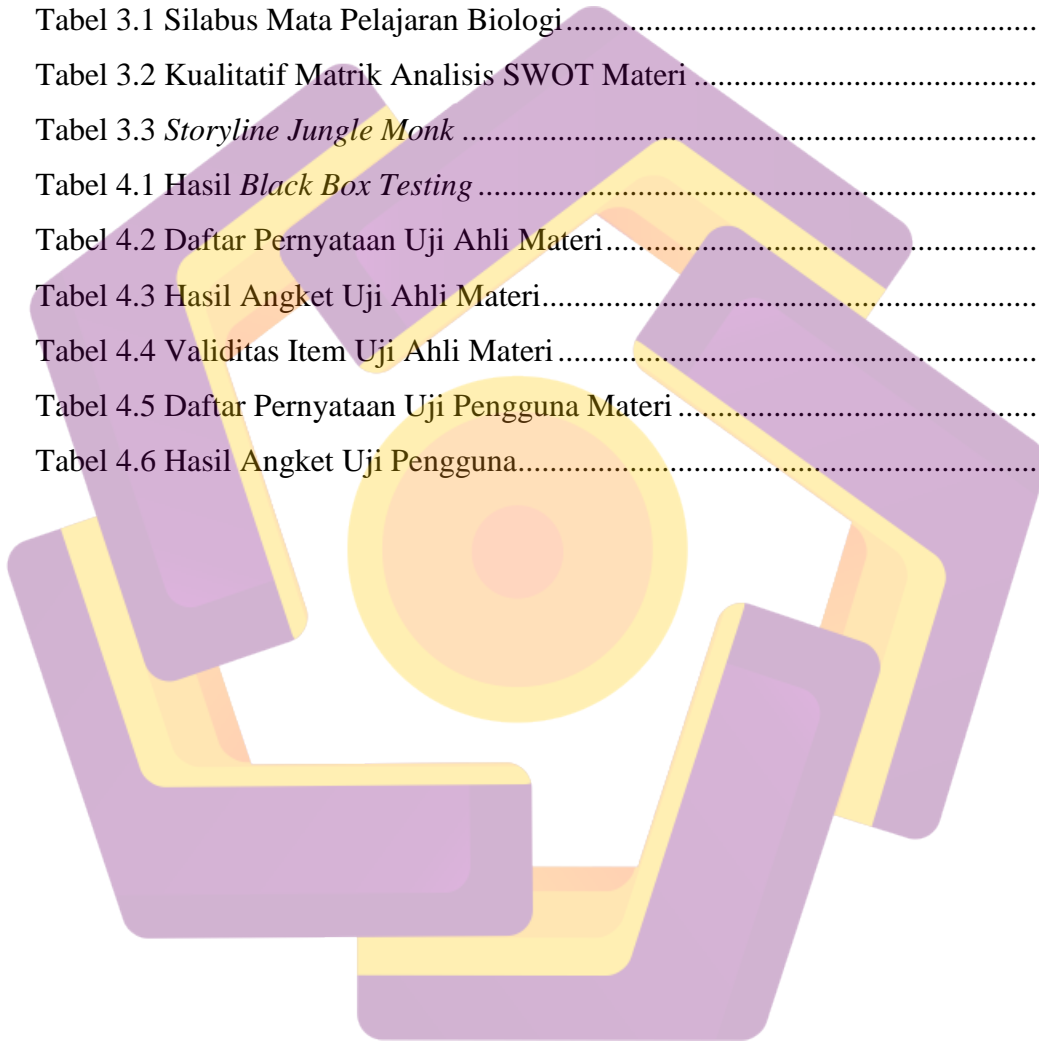 Tabel 3.1 Silabus Mata Pelajaran Biologi..........................................................
Tabel 3.2 Kualitatif Matrik Analisis SWOT Materi ..........................................
Tabel 3.3 Storyline Jungle Monk ......................................................................
Tabel 4.1 Hasil Black Box Testing ....................................................................
Tabel 4.2 Daftar Pernyataan Uji Ahli Materi.....................................................
Tabel 4.3 Hasil Angket Uji Ahli Materi.............................................................
Tabel 4.4 Validitas Item Uji Ahli Materi ...........................................................
Tabel 4.5 Daftar Pernyataan Uji Pengguna Materi ............................................
Tabel 4.6 Hasil Angket Uji Pengguna................................................................